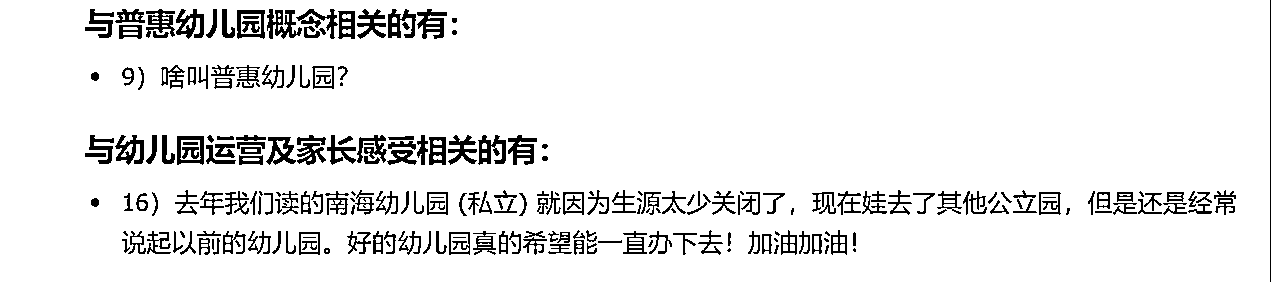 与普惠幼儿园概念相关的有：
• 9）啥叫普惠幼儿园？
与幼儿园运营及家长感受相关的有：
• 16）去年我们读的南海幼儿园 (私立) 就因为生源太少关闭了，现在娃去了其他公立园，但是还是经常
说起以前的幼儿园。好的幼儿园真的希望能一直办下去！加油加油！